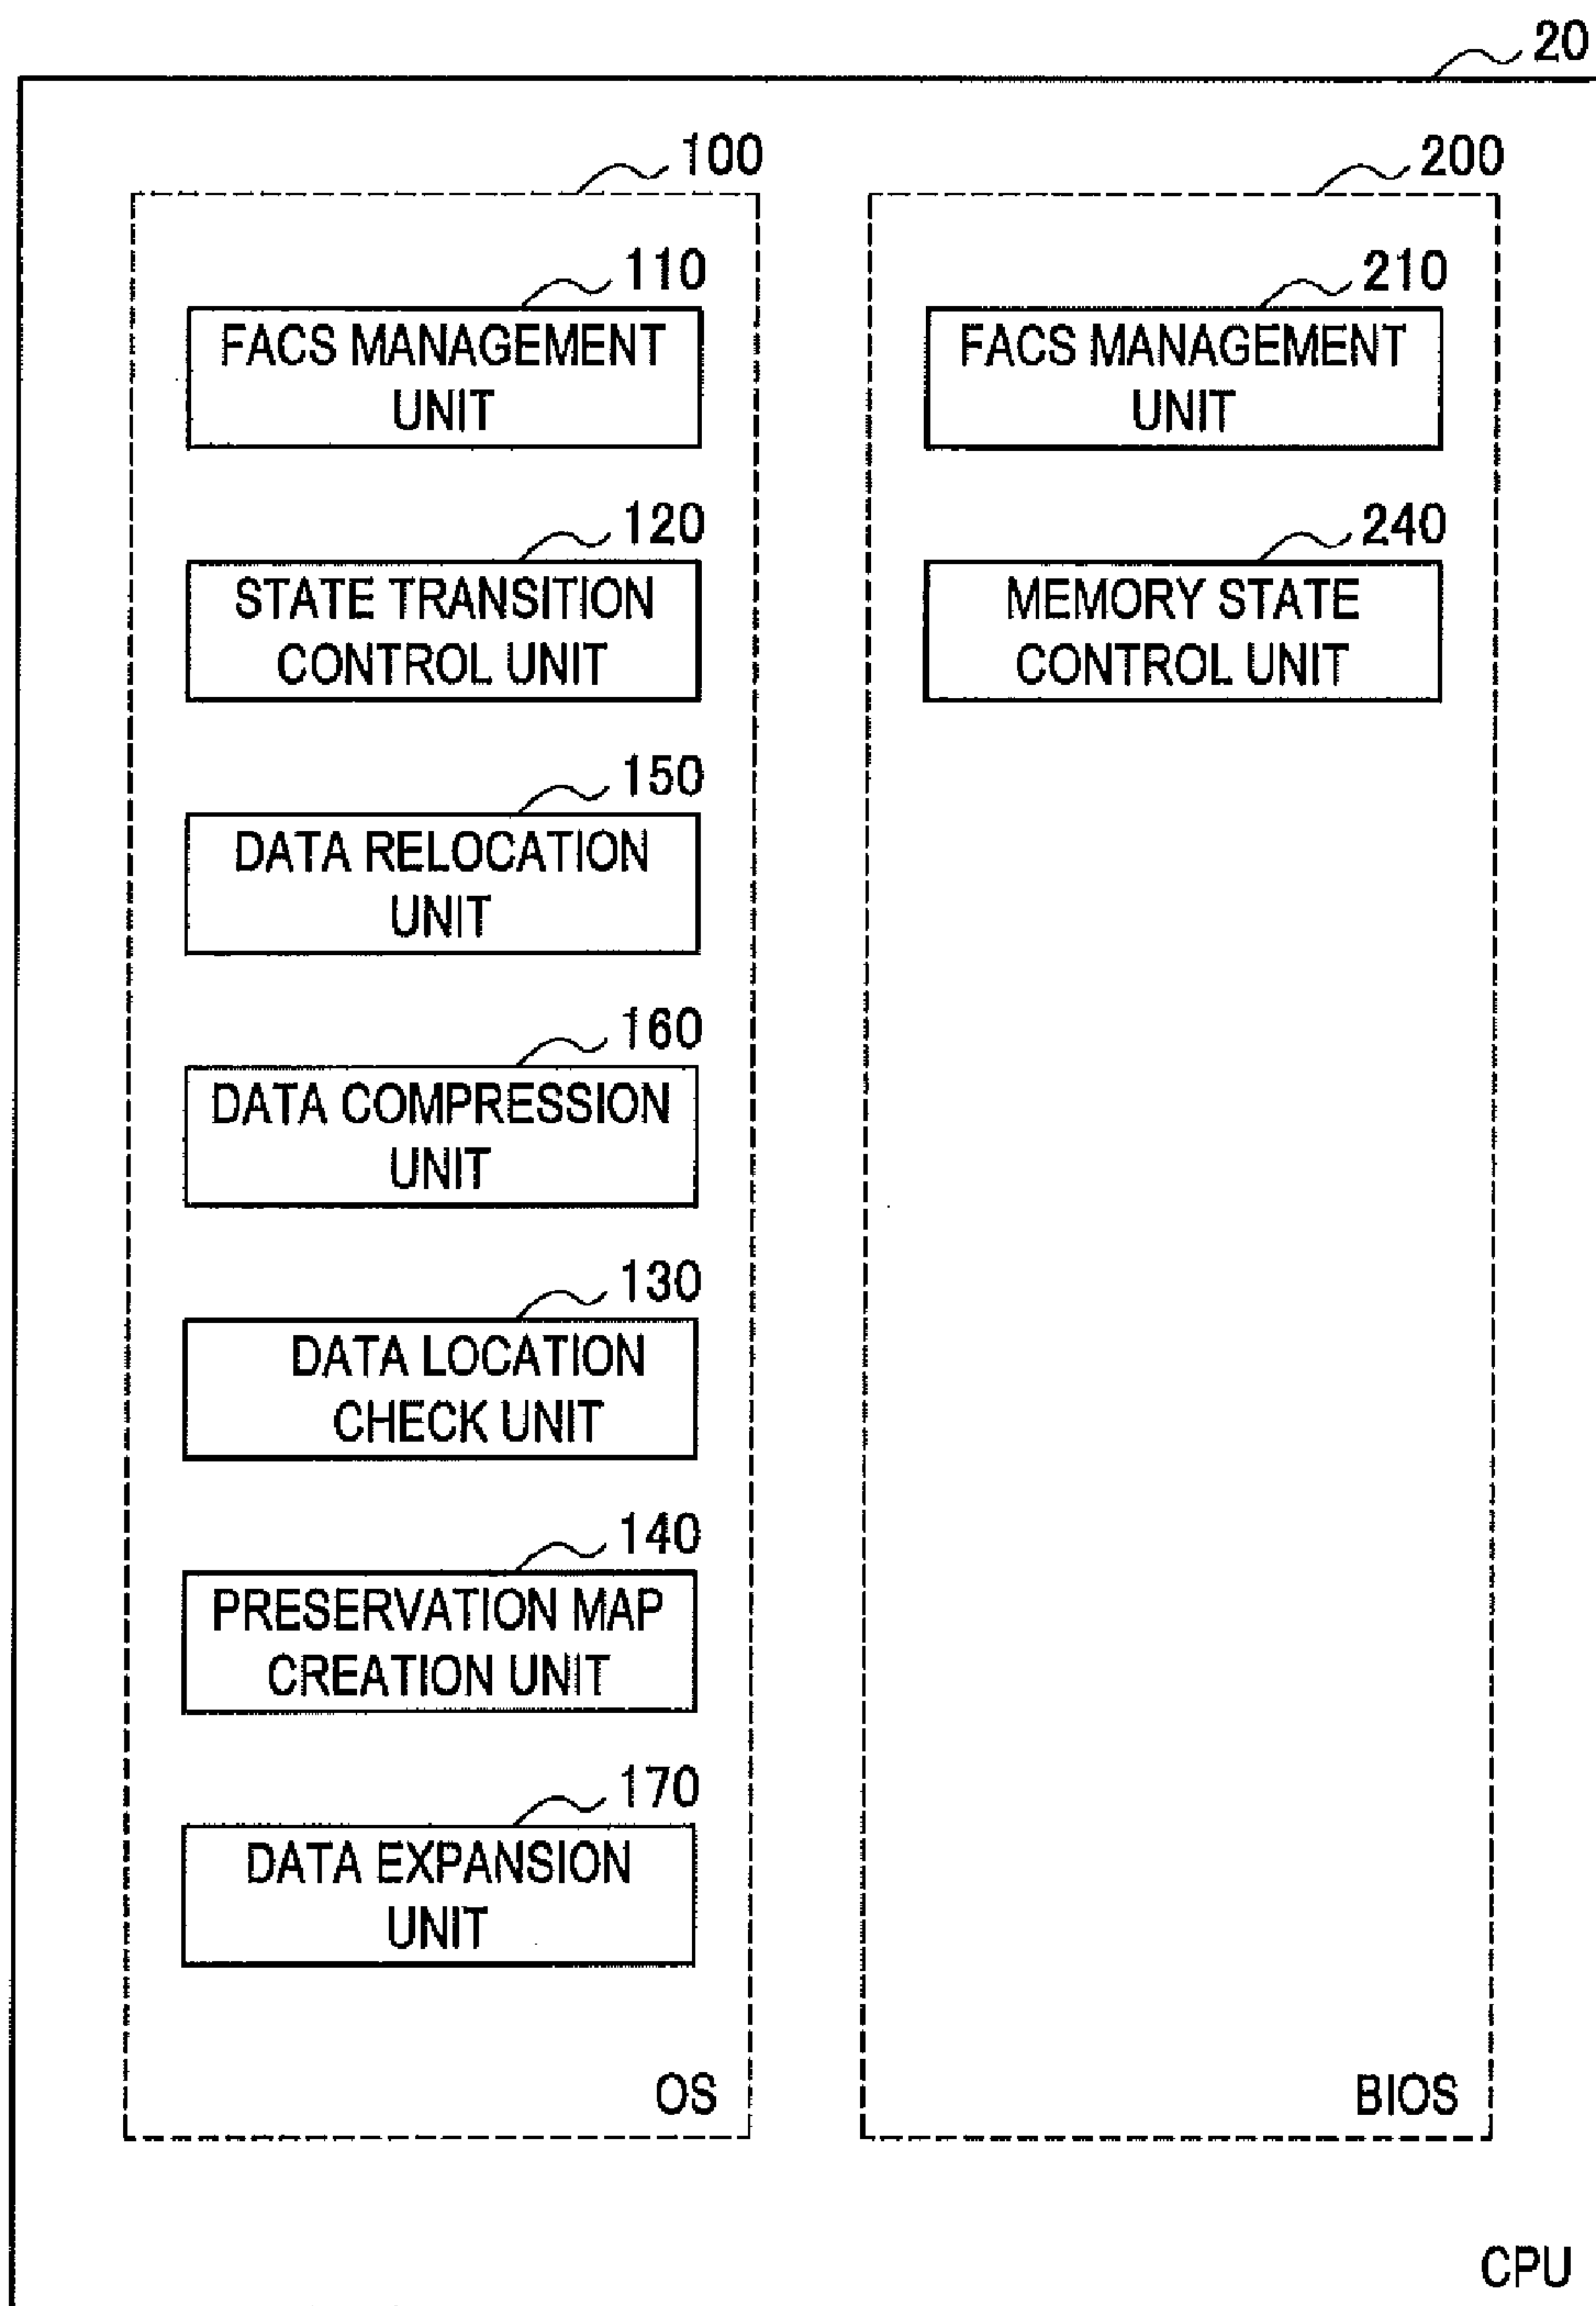 20
100
110
FACS MANAGEMENT
UNIT
120
STATE TRANSITION
CONTROL UNIT
150
DATA RELOCATION
UNIT
160
DATA COMPRESSION
UNIT
130
DATA LOCATION
CHECK UNIT
140
PRESERVATION MAP
CREATION UNIT
170
DATA EXPANSION
UNIT
OS
200
210
FACS MANAGEMENT
UNIT
240
MEMORY STATE
CONTROL UNIT
BIOS
CPU